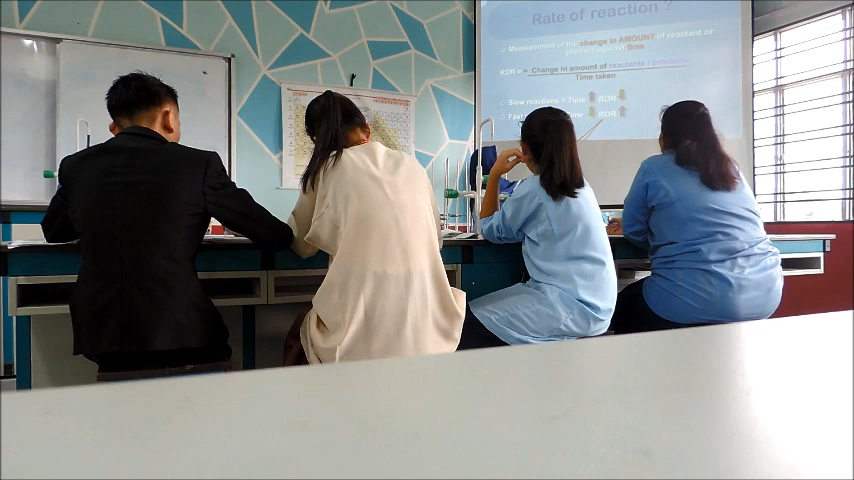 Rate of reaction ?
Measurement of the change in AMOUNT of reactant or
product against time
ROR = Change in amount of reactants / products
Time taken
Slow reactions = Time ROR
ROR